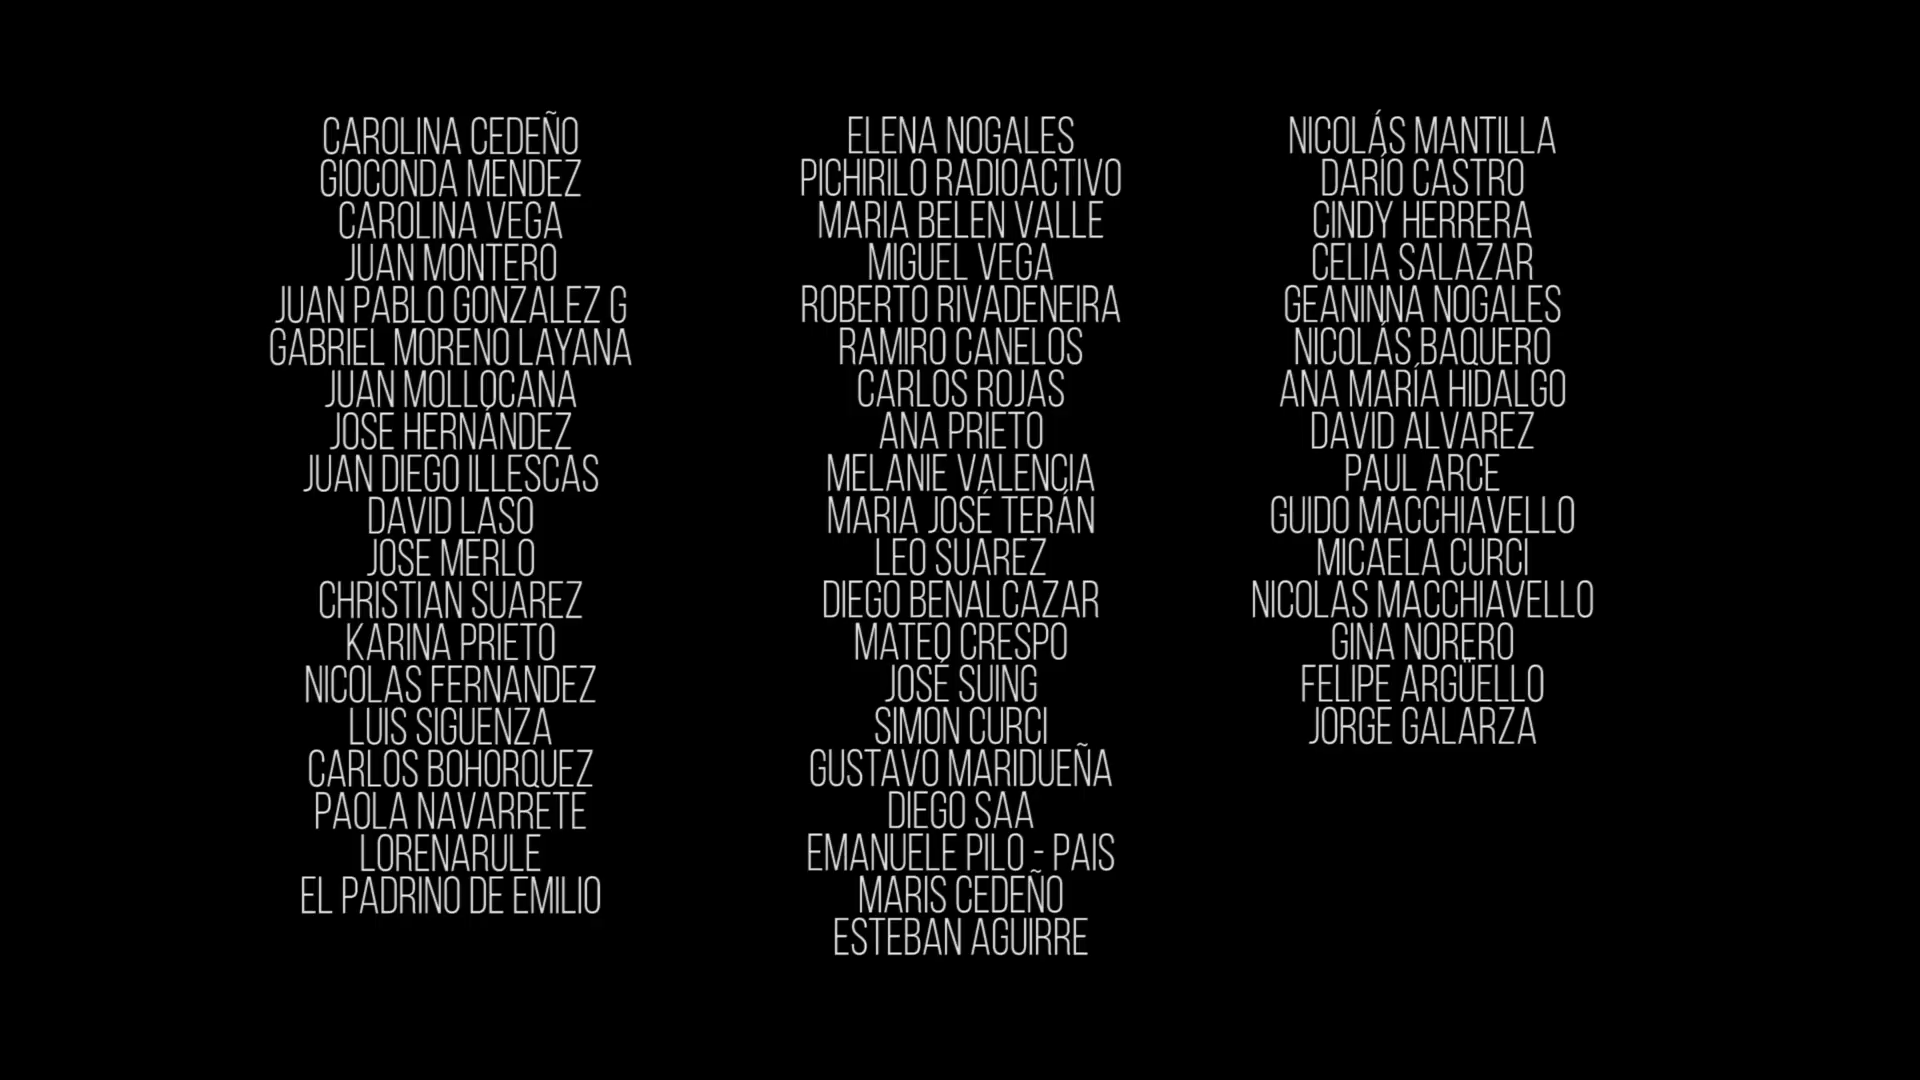 CAROLINA CEDEÑO
GIOCONDA MENDEZ
CAROLINA VEGA
JUAN MONTERO
JUAN PABLO GONZALEZ G
GABRIEL MORENO LAYANA
JUAN MOLLOCANA
JOSE HERNÁNDEZ
JUAN DIEGO ILLESCAS
DAVID LASO
JOSE MERLO
CHRISTIAN SUAREZ
KARINA PRIETO
NICOLAS FERNANDEZ
LUIS SIGUENZA
CARLOS BOHORQUEZ
PAOLA NAVARRETE
LORENARULE
EL PADRINO DE EMILIO
ELENA NOGALES
PICHIRILO RADIOACTIVO
MARIA BELEN VALLE
MIGUEL VEGA
ROBERTO RIVADENEIRA
RAMIRO CANELOS
CARLOS ROJAS
ANA PRIETO
MELANIE VALENCIA
MARIA JOSÉ TERÁN
LEO SUAREZ
DIEGO BENALCAZAR
MATEO CRESPO
JOSÉ SUING
SIMON CURCI
GUSTAVO MARIDUEÑA
DIEGO SAA
EMANUELE PILO - PAIS
MARIS CEDEÑO
ESTEBAN AGUIRRE
NICOLÁS MANTILLA
DARÍO CASTRO
CINDY HERRERA
CELIA SALAZAR
GEANINNA NOGALES
NICOLÁS BAQUERO
ANA MARÍA HIDALGO
DAVID ALVAREZ
PAUL ARCE
GUIDO MACCHIAVELLO
MICAELA CURCI
NICOLAS MACCHIAVELLO
GINA NORERO
FELIPE ARGÜELLO
JORGE GALARZA